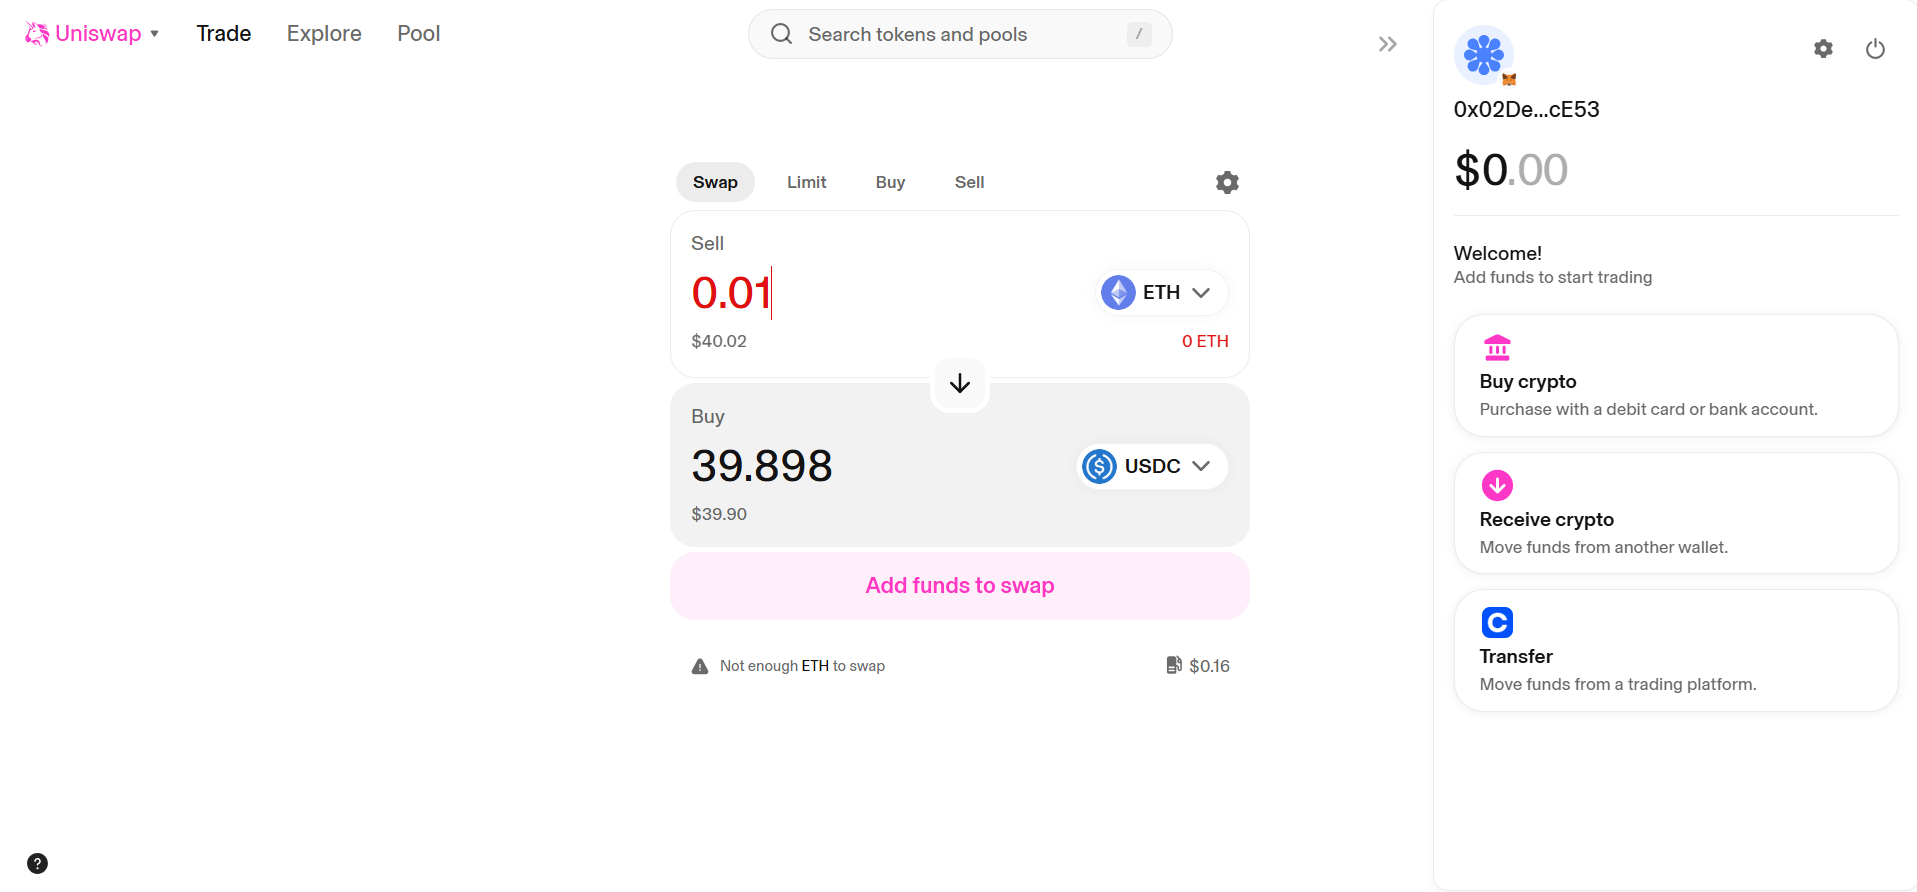 Uniswap
Trade
Explore
Pool
Search tokens and pools
/
Swap
Limit
Buy
Sell
Sell
0.01
ETH
$40.02
0 ETH
Buy
39.898
USDC
$39.90
Add funds to swap
Not enough ETH to swap
$0.16
0x02De...cE53
$0.00
Welcome!
Add funds to start trading
Buy crypto
Purchase with a debit card or bank account.
Receive crypto
Move funds from another wallet.
Transfer
Move funds from a trading platform.
?